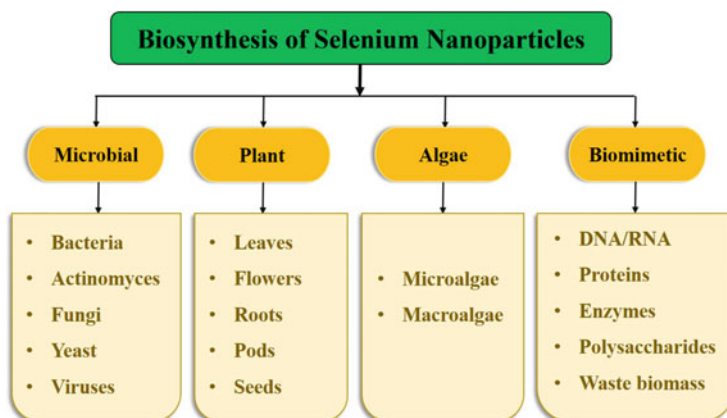 Biosynthesis of Selenium Nanoparticles
Microbial
Plant
Algae
Biomimetic
• Bacteria
• Actinomyces
• Fungi
• Yeast
• Viruses
• Leaves
• Flowers
• Roots
• Pods
• Seeds
• Microalgae
• Macroalgae
• DNA/RNA
• Proteins
• Enzymes
• Polysaccharides
• Waste biomass